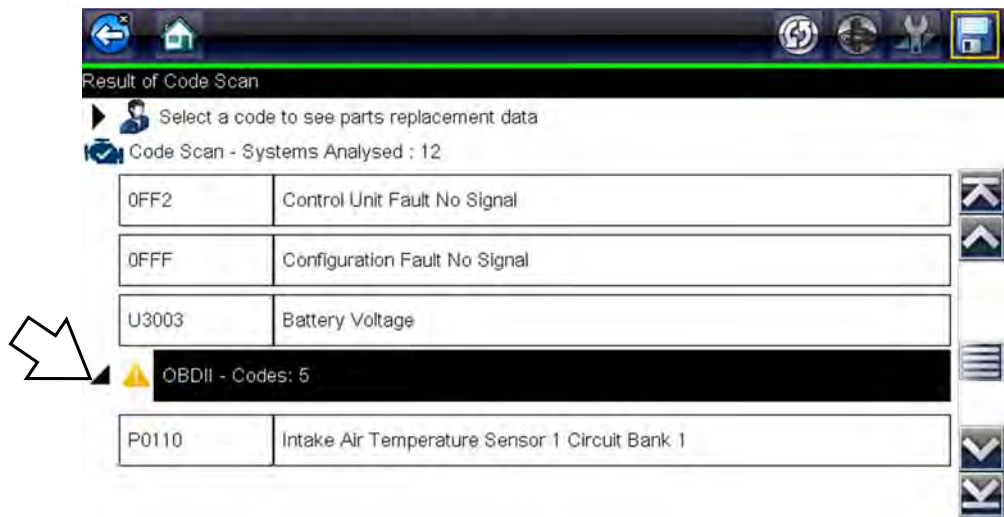 Result of Code Scan
Select a code to see parts replacement data
Code Scan - Systems Analysed : 12
0FF2 Control Unit Fault No Signal
0FFF Configuration Fault No Signal
U3003 Battery Voltage
OBDII - Codes: 5
P0110 Intake Air Temperature Sensor 1 Circuit Bank 1